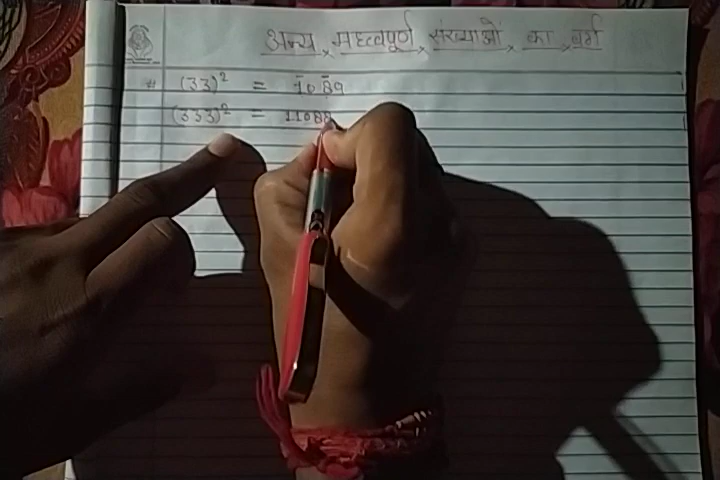 अन्य महत्वपूर्ण संख्याओं का वर्ग
# (33)² = 1089
(333)² = 11088